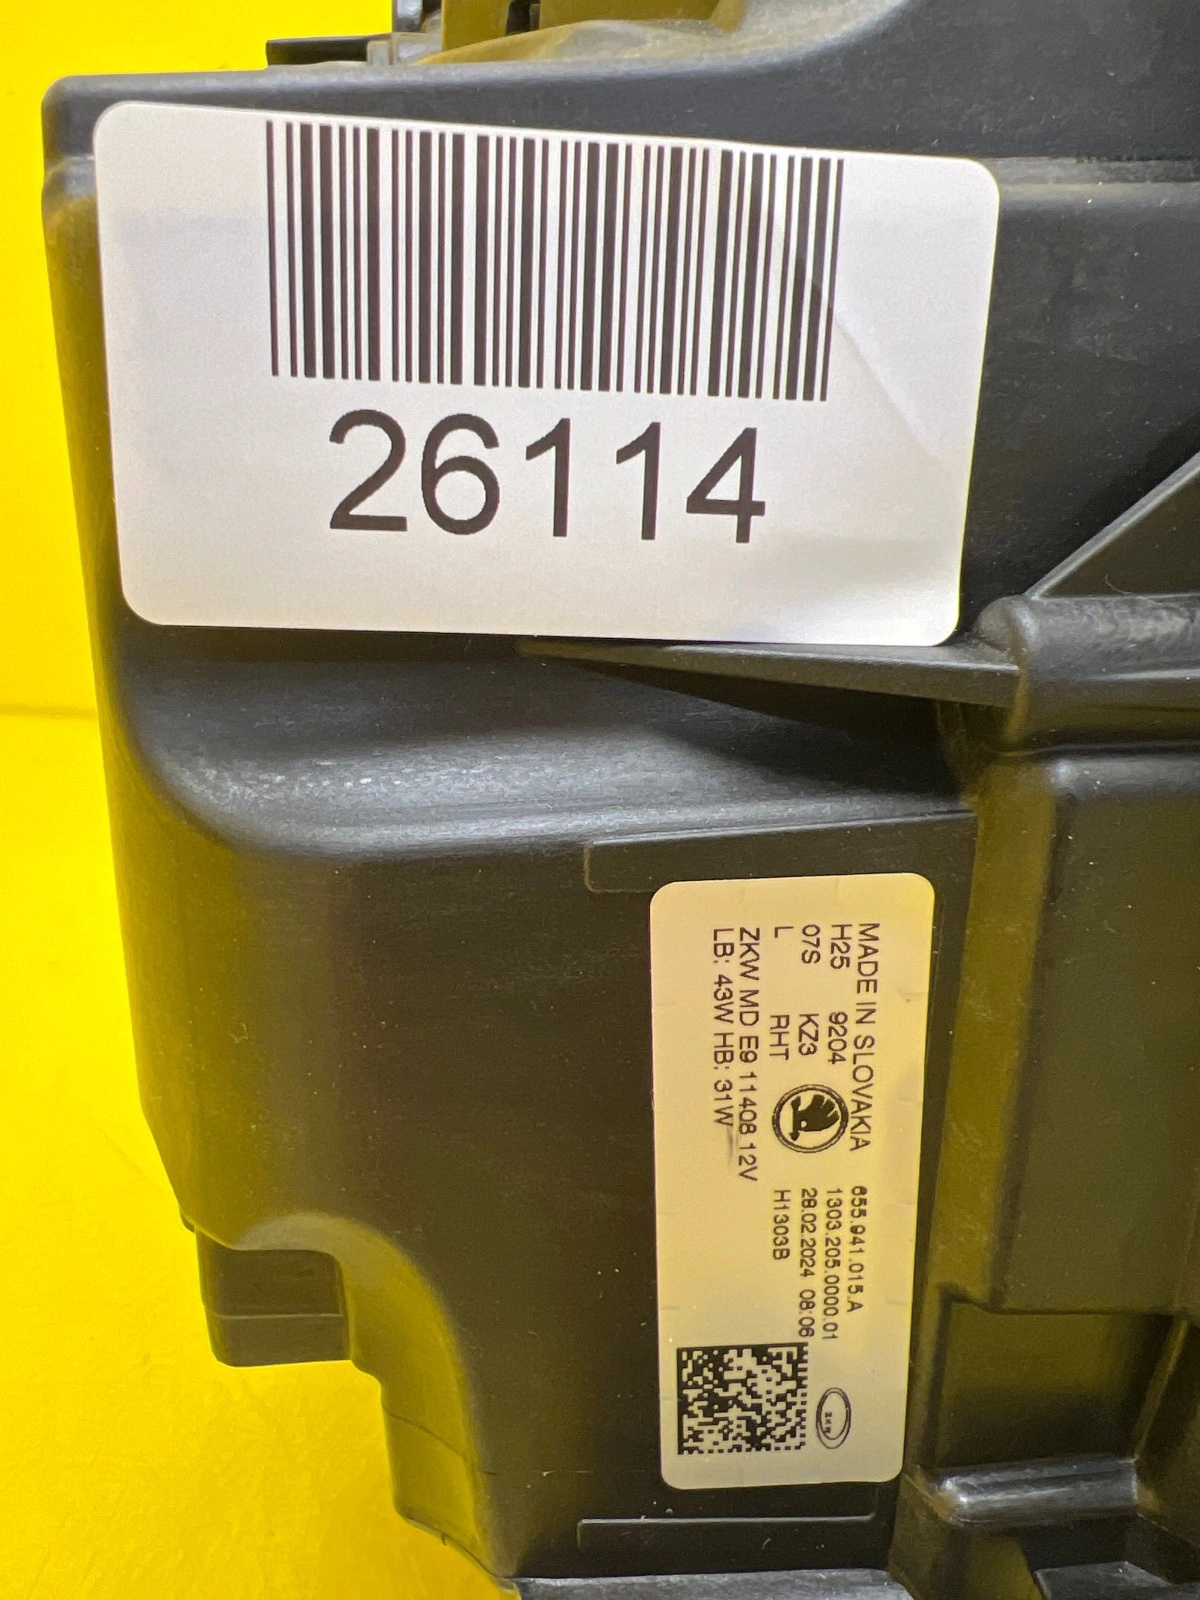 26114
MADE IN SLOVAKIA 655.941.015.A
H25 9204 1303.205.0000.01
07S KZ3 28.02.2024 08:06
L RHT H1303B
ZKW MD E9 11408 12V
LB: 43W HB: 31W
ZKW